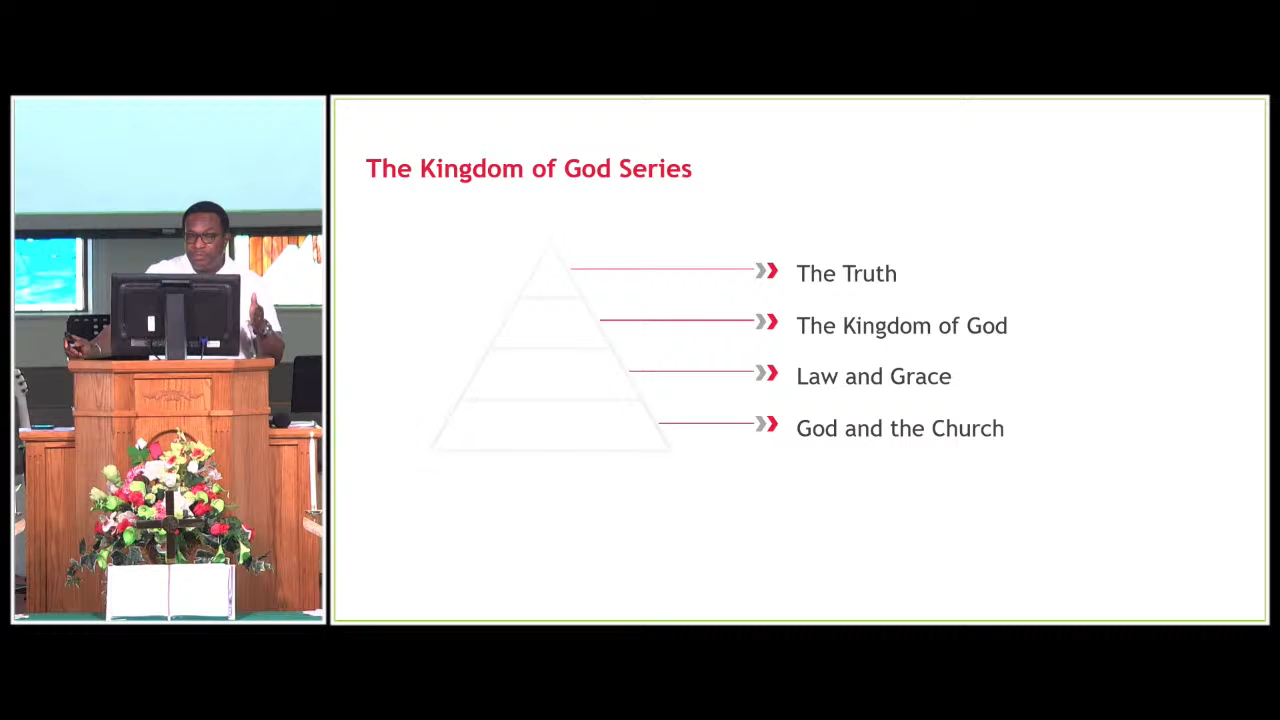 The Kingdom of God Series
The Truth
The Kingdom of God
Law and Grace
God and the Church